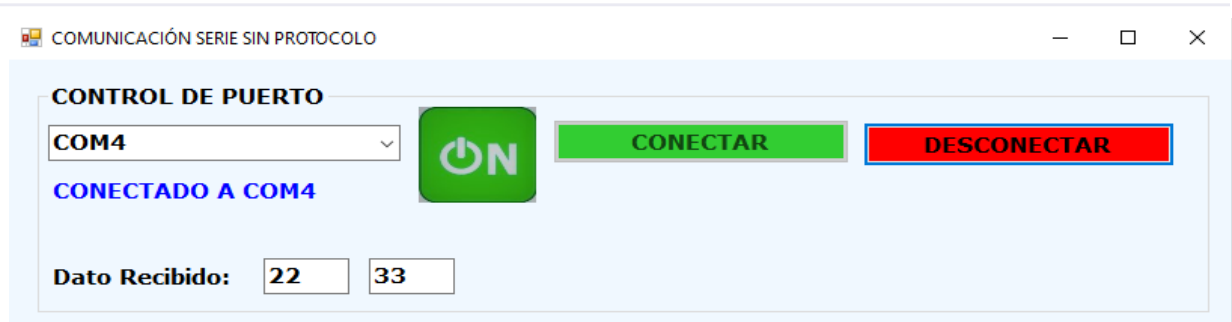 COMUNICACIÓN SERIE SIN PROTOCOLO
CONTROL DE PUERTO
COM4
ON
CONECTAR
DESCONECTAR
CONECTADO A COM4
Dato Recibido: 22 33